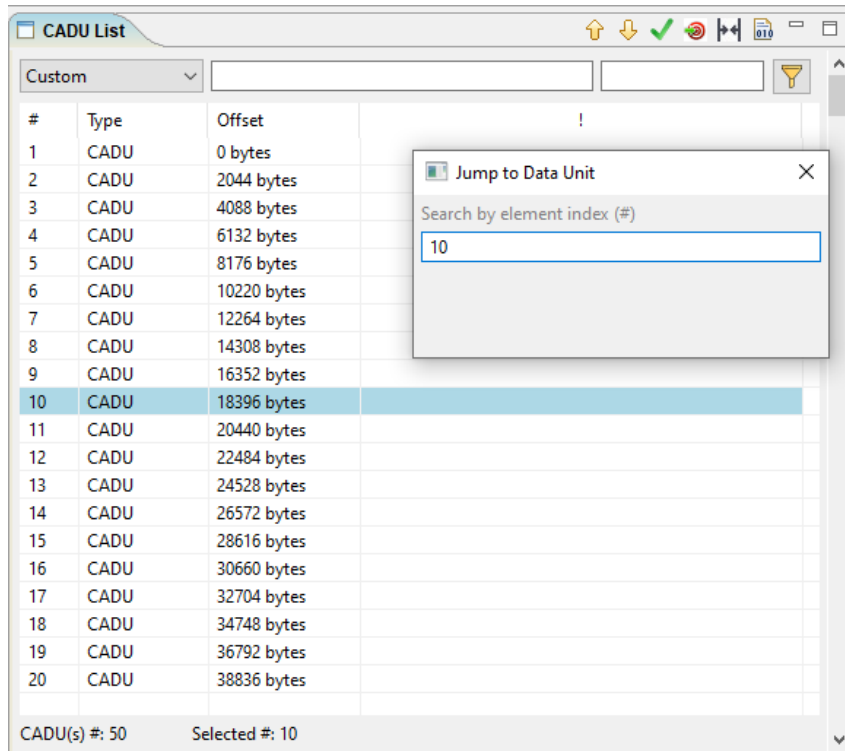 CADU List
010
Custom
# Type Offset !
1 CADU 0 bytes
2 CADU 2044 bytes
3 CADU 4088 bytes
4 CADU 6132 bytes
5 CADU 8176 bytes
6 CADU 10220 bytes
7 CADU 12264 bytes
8 CADU 14308 bytes
9 CADU 16352 bytes
10 CADU 18396 bytes
11 CADU 20440 bytes
12 CADU 22484 bytes
13 CADU 24528 bytes
14 CADU 26572 bytes
15 CADU 28616 bytes
16 CADU 30660 bytes
17 CADU 32704 bytes
18 CADU 34748 bytes
19 CADU 36792 bytes
20 CADU 38836 bytes
Jump to Data Unit
Search by element index (#)
10
CADU(s) #: 50 Selected #: 10